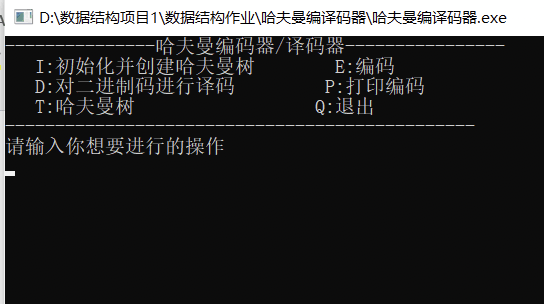 D:\数据结构项目1\数据结构作业\哈夫曼编译码器\哈夫曼编译码器.exe
---------------哈夫曼编码器/译码器----------------
I:初始化并创建哈夫曼树 E:编码
D:对二进制码进行译码 P:打印编码
T:哈夫曼树 Q:退出
-----------------------------------------------
请输入你想要进行的操作